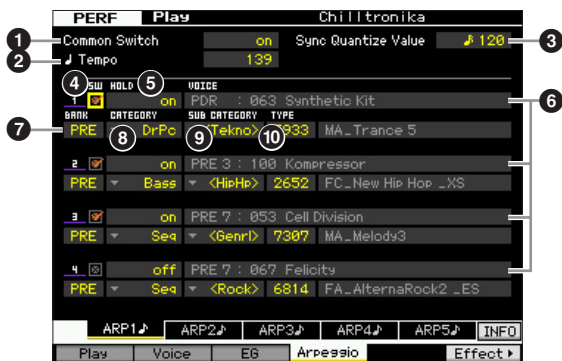 PERF Play Chilltronika
1 Common Switch on Sync Quantize Value 120 3
2 Tempo 139
4 SW HOLD 5 VOICE
1 on PDR : 063 Synthetic Kit 6
BANK CATEGORY SUB CATEGORY TYPE
7 PRE 8 DrPc 9 <Tekno> 10 933 MA_Trance 5
2 on PRE 3 : 100 Kompressor
PRE Bass <HipHp> 2652 FC_New Hip Hop _XS
3 on PRE 7 : 053 Cell Division
PRE Seq <Genrl> 7307 MA_Melody3
4 off PRE 7 : 067 Felicity
PRE Seq <Rock> 6814 FA_AlternaRock2 _ES
ARP1♪ ARP2♪ ARP3♪ ARP4♪ ARP5♪ INFO
Play Voice EG Arpeggio Effect